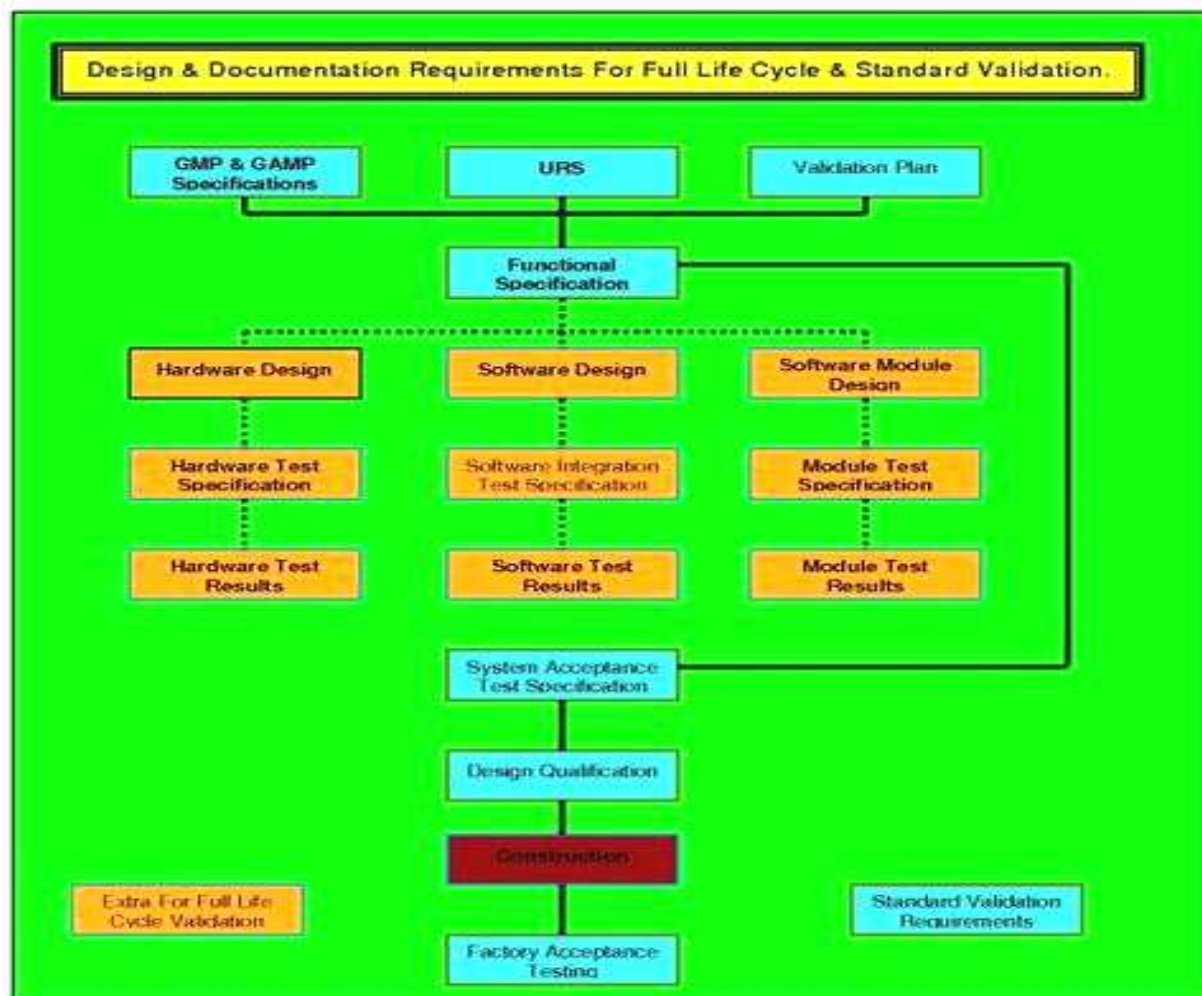 Design & Documentation Requirements For Full Life Cycle & Standard Validation.
GMP & GAMP
Specifications
URS
Validation Plan
Functional
Specification
Hardware Design
Software Design
Software Module
Design
Hardware Test
Specification
Software Integration
Test Specification
Module Test
Specification
Hardware Test
Results
Software Test
Results
Module Test
Results
System Acceptance
Test Specification
Design Qualification
Construction
Extra For Full Life
Cycle Validation
Standard Validation
Requirements
Factory Acceptance
Testing